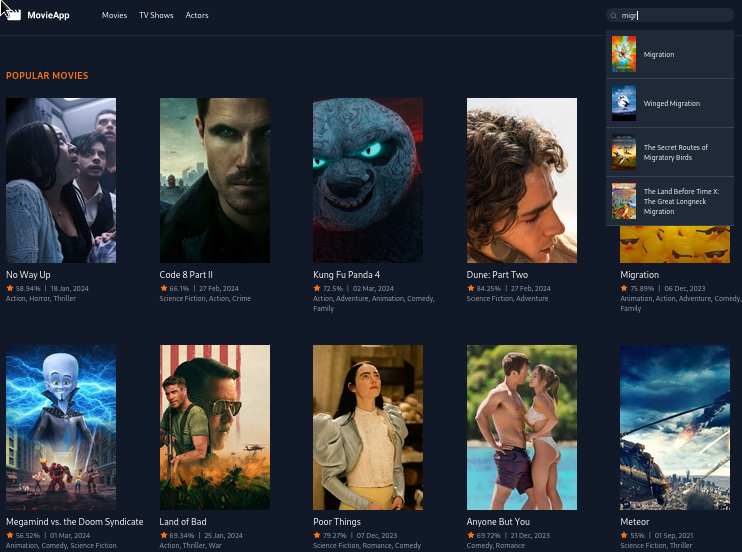 MovieApp
Movies
TV Shows
Actors
migr
Migration
Winged Migration
The Secret Routes of
Migratory Birds
The Land Before Time X:
The Great Longneck
Migration
POPULAR MOVIES
No Way Up
58.94% | 18 Jan, 2024
Action, Horror, Thriller
Code 8 Part II
66.1% | 27 Feb, 2024
Science Fiction, Action, Crime
Kung Fu Panda 4
72.5% | 02 Mar, 2024
Action, Adventure, Animation, Comedy,
Family
Dune: Part Two
84.25% | 27 Feb, 2024
Science Fiction, Adventure
Migration
75.89% | 06 Dec, 2023
Animation, Action, Adventure, Comedy,
Family
Megamind vs. the Doom Syndicate
56.52% | 01 Mar, 2024
Animation, Comedy, Science Fiction
Land of Bad
69.34% | 25 Jan, 2024
Action, Thriller, War
Poor Things
79.27% | 07 Dec, 2023
Science Fiction, Romance, Comedy
Anyone But You
69.72% | 21 Dec, 2023
Comedy, Romance
Meteor
55% | 01 Sep, 2021
Science Fiction, Thriller